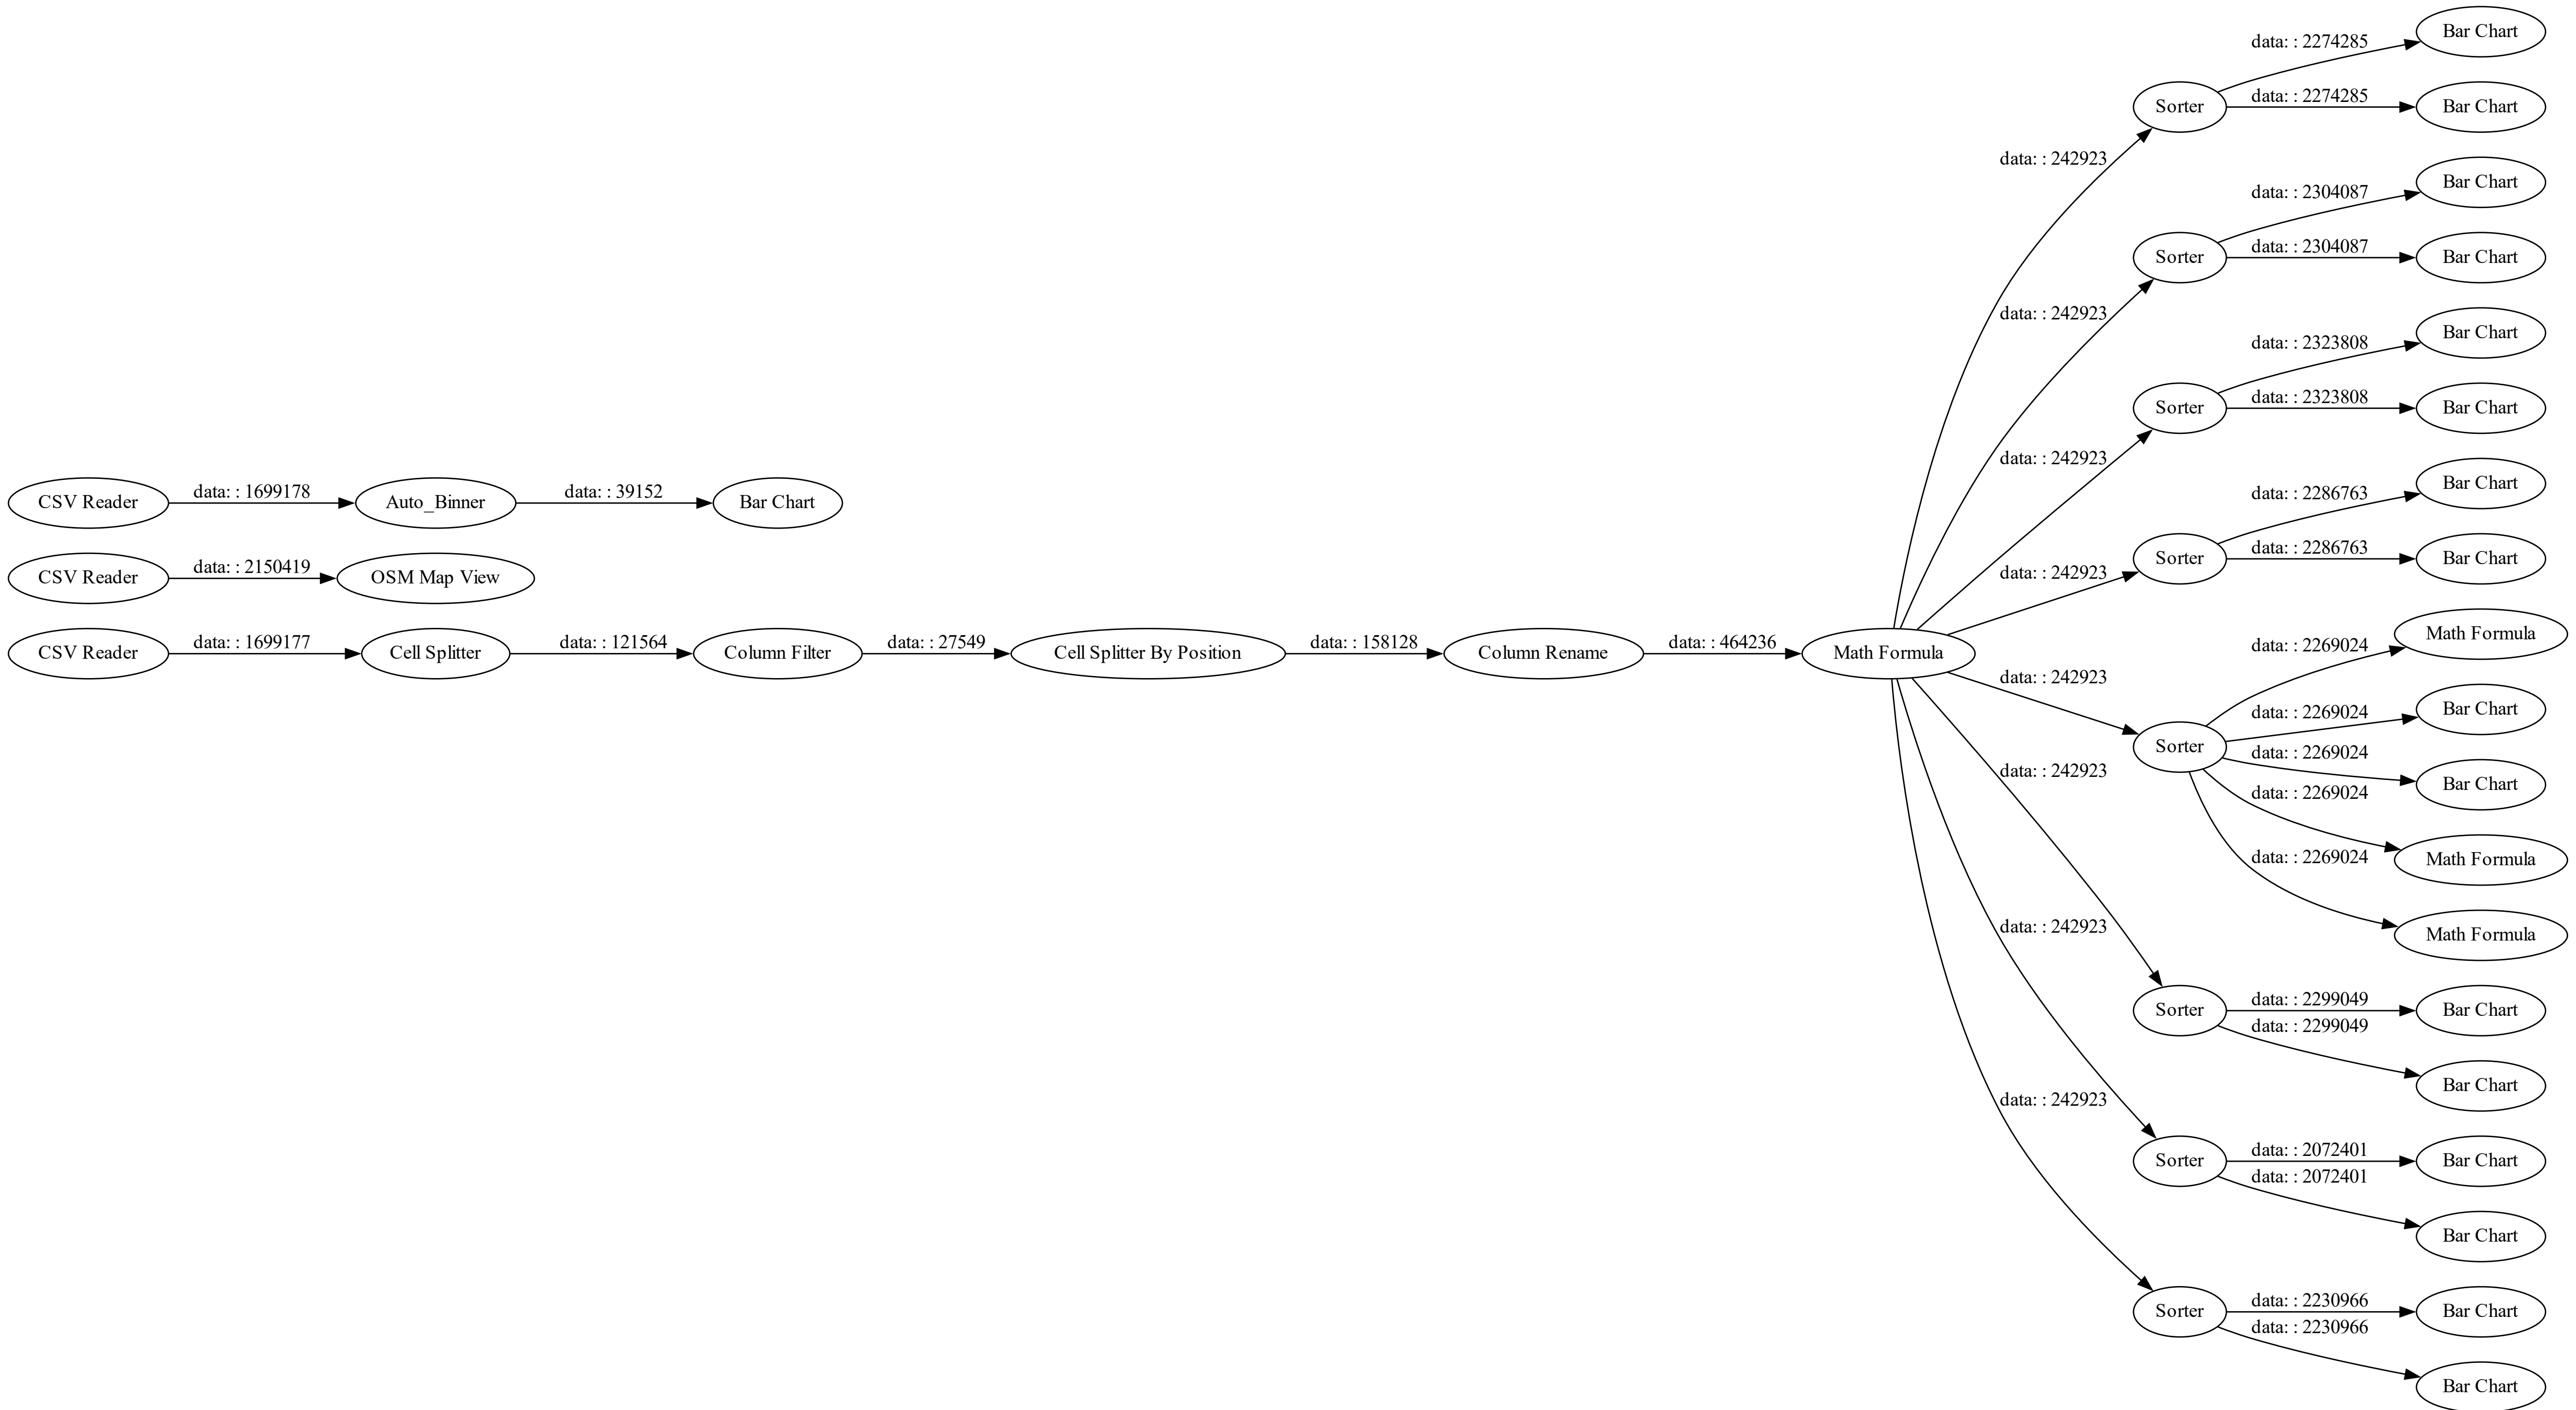 Bar Chart
data: : 2274285
Sorter
data: : 2274285
Bar Chart
data: : 242923
Bar Chart
data: : 2304087
Sorter
data: : 2304087
Bar Chart
data: : 242923
Bar Chart
data: : 2323808
Sorter
data: : 2323808
Bar Chart
data: : 242923
Bar Chart
data: : 2286763
CSV Reader
data: : 1699178
Auto_Binner
data: : 39152
Bar Chart
Sorter
data: : 2286763
Bar Chart
data: : 242923
CSV Reader
data: : 2150419
OSM Map View
Math Formula
data: : 2269024
CSV Reader
data: : 1699177
Cell Splitter
data: : 121564
Column Filter
data: : 27549
Cell Splitter By Position
data: : 158128
Column Rename
data: : 464236
Math Formula
data: : 242923
Bar Chart
data: : 2269024
Sorter
data: : 2269024
Bar Chart
data: : 242923
data: : 2269024
Math Formula
data: : 2269024
Math Formula
data: : 242923
Sorter
data: : 2299049
Bar Chart
data: : 2299049
Bar Chart
data: : 242923
Sorter
data: : 2072401
Bar Chart
data: : 2072401
Bar Chart
Sorter
data: : 2230966
Bar Chart
data: : 2230966
Bar Chart